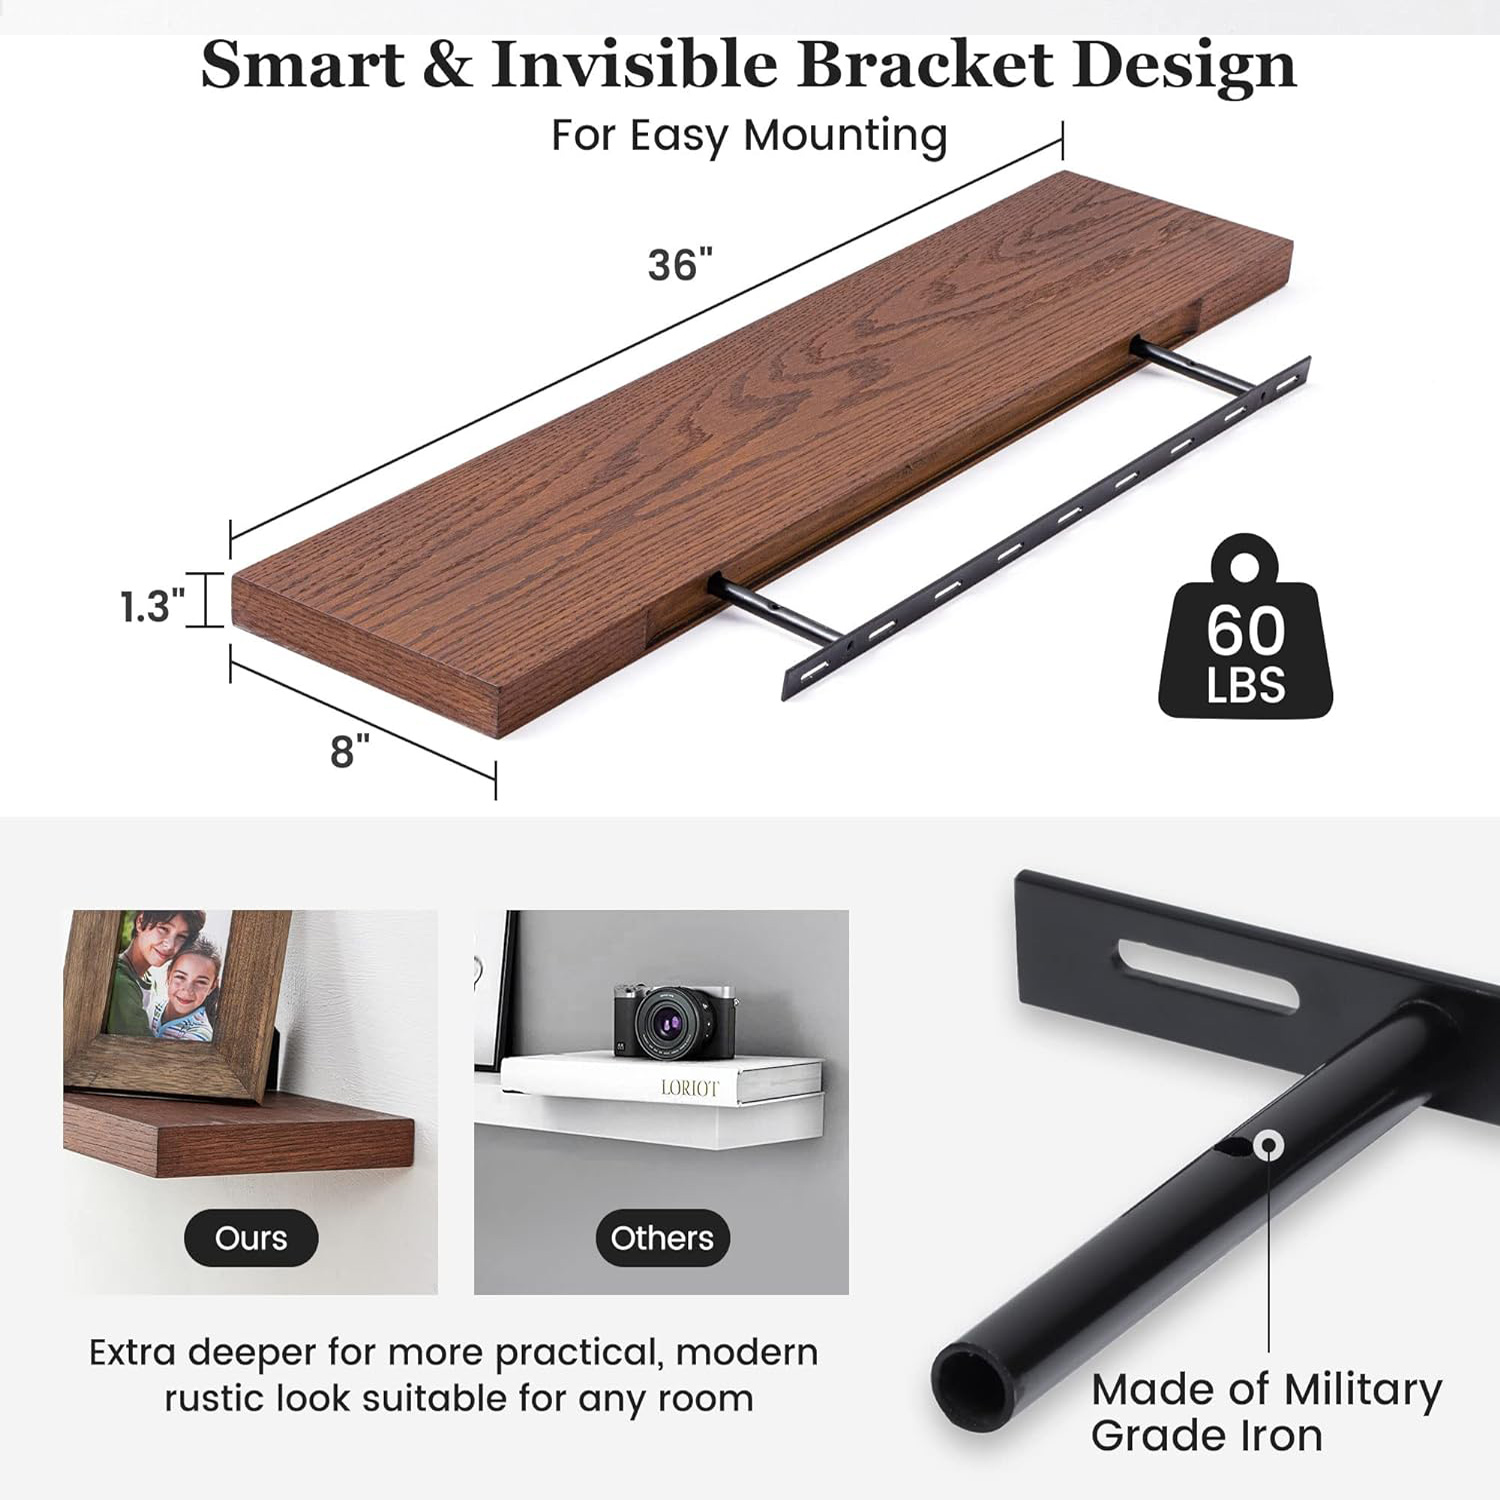 Smart & Invisible Bracket Design
For Easy Mounting
36"
1.3"
8"
60
LBS
LORIOT
Ours
Others
Extra deeper for more practical, modern
rustic look suitable for any room
Made of Military
Grade Iron